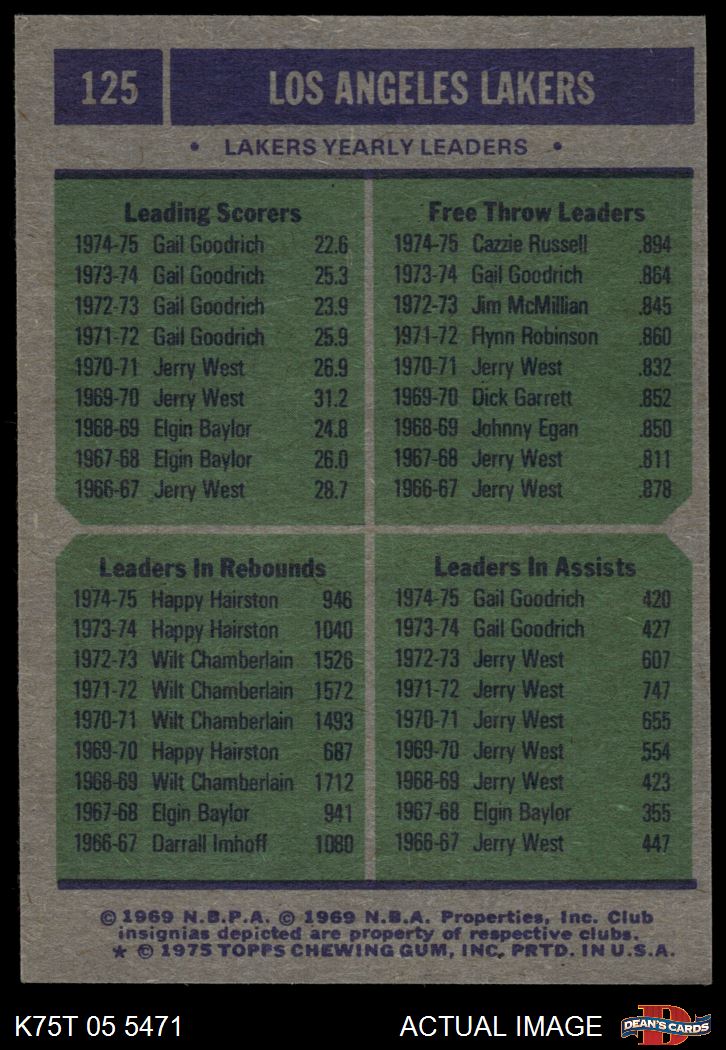 125
LOS ANGELES LAKERS
• LAKERS YEARLY LEADERS •
Leading Scorers
1974-75 Gail Goodrich 22.6
1973-74 Gail Goodrich 25.3
1972-73 Gail Goodrich 23.9
1971-72 Gail Goodrich 25.9
1970-71 Jerry West 26.9
1969-70 Jerry West 31.2
1968-69 Elgin Baylor 24.8
1967-68 Elgin Baylor 26.0
1966-67 Jerry West 28.7
Free Throw Leaders
1974-75 Cazzie Russell .894
1973-74 Gail Goodrich .864
1972-73 Jim McMillian .845
1971-72 Flynn Robinson .860
1970-71 Jerry West .832
1969-70 Dick Garrett .852
1968-69 Johnny Egan .850
1967-68 Jerry West .811
1966-67 Jerry West .878
Leaders In Rebounds
1974-75 Happy Hairston 946
1973-74 Happy Hairston 1040
1972-73 Wilt Chamberlain 1526
1971-72 Wilt Chamberlain 1572
1970-71 Wilt Chamberlain 1493
1969-70 Happy Hairston 687
1968-69 Wilt Chamberlain 1712
1967-68 Elgin Baylor 941
1966-67 Darrall Imhoff 1080
Leaders In Assists
1974-75 Gail Goodrich 420
1973-74 Gail Goodrich 427
1972-73 Jerry West 607
1971-72 Jerry West 747
1970-71 Jerry West 655
1969-70 Jerry West 554
1968-69 Jerry West 423
1967-68 Elgin Baylor 355
1966-67 Jerry West 447
© 1969 N.B.P.A. © 1969 N.B.A. Properties, Inc. Club
insignias depicted are property of respective clubs.
★ © 1975 TOPPS CHEWING GUM, INC. PRTD. IN U.S.A.
K75T 05 5471
ACTUAL IMAGE
D
DEAN'S CARDS